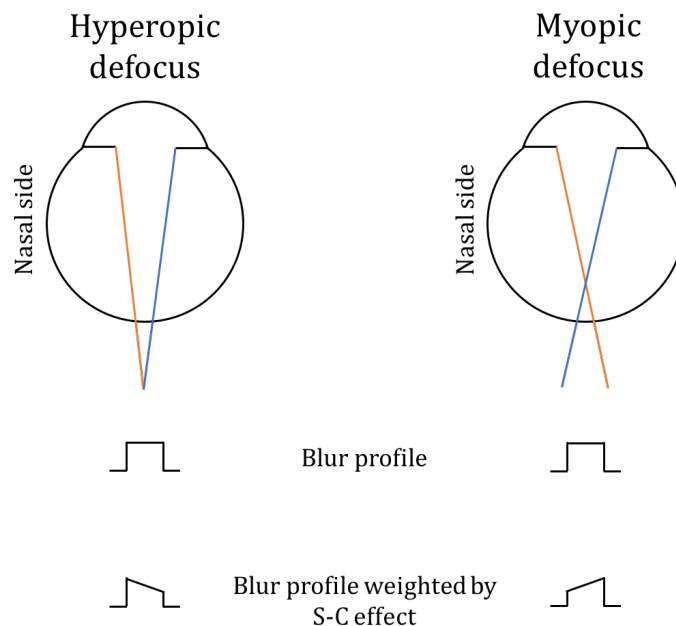 Hyperopic
defocus
Myopic
defocus
Nasal side
Nasal side
Blur profile
Blur profile weighted by
S-C effect